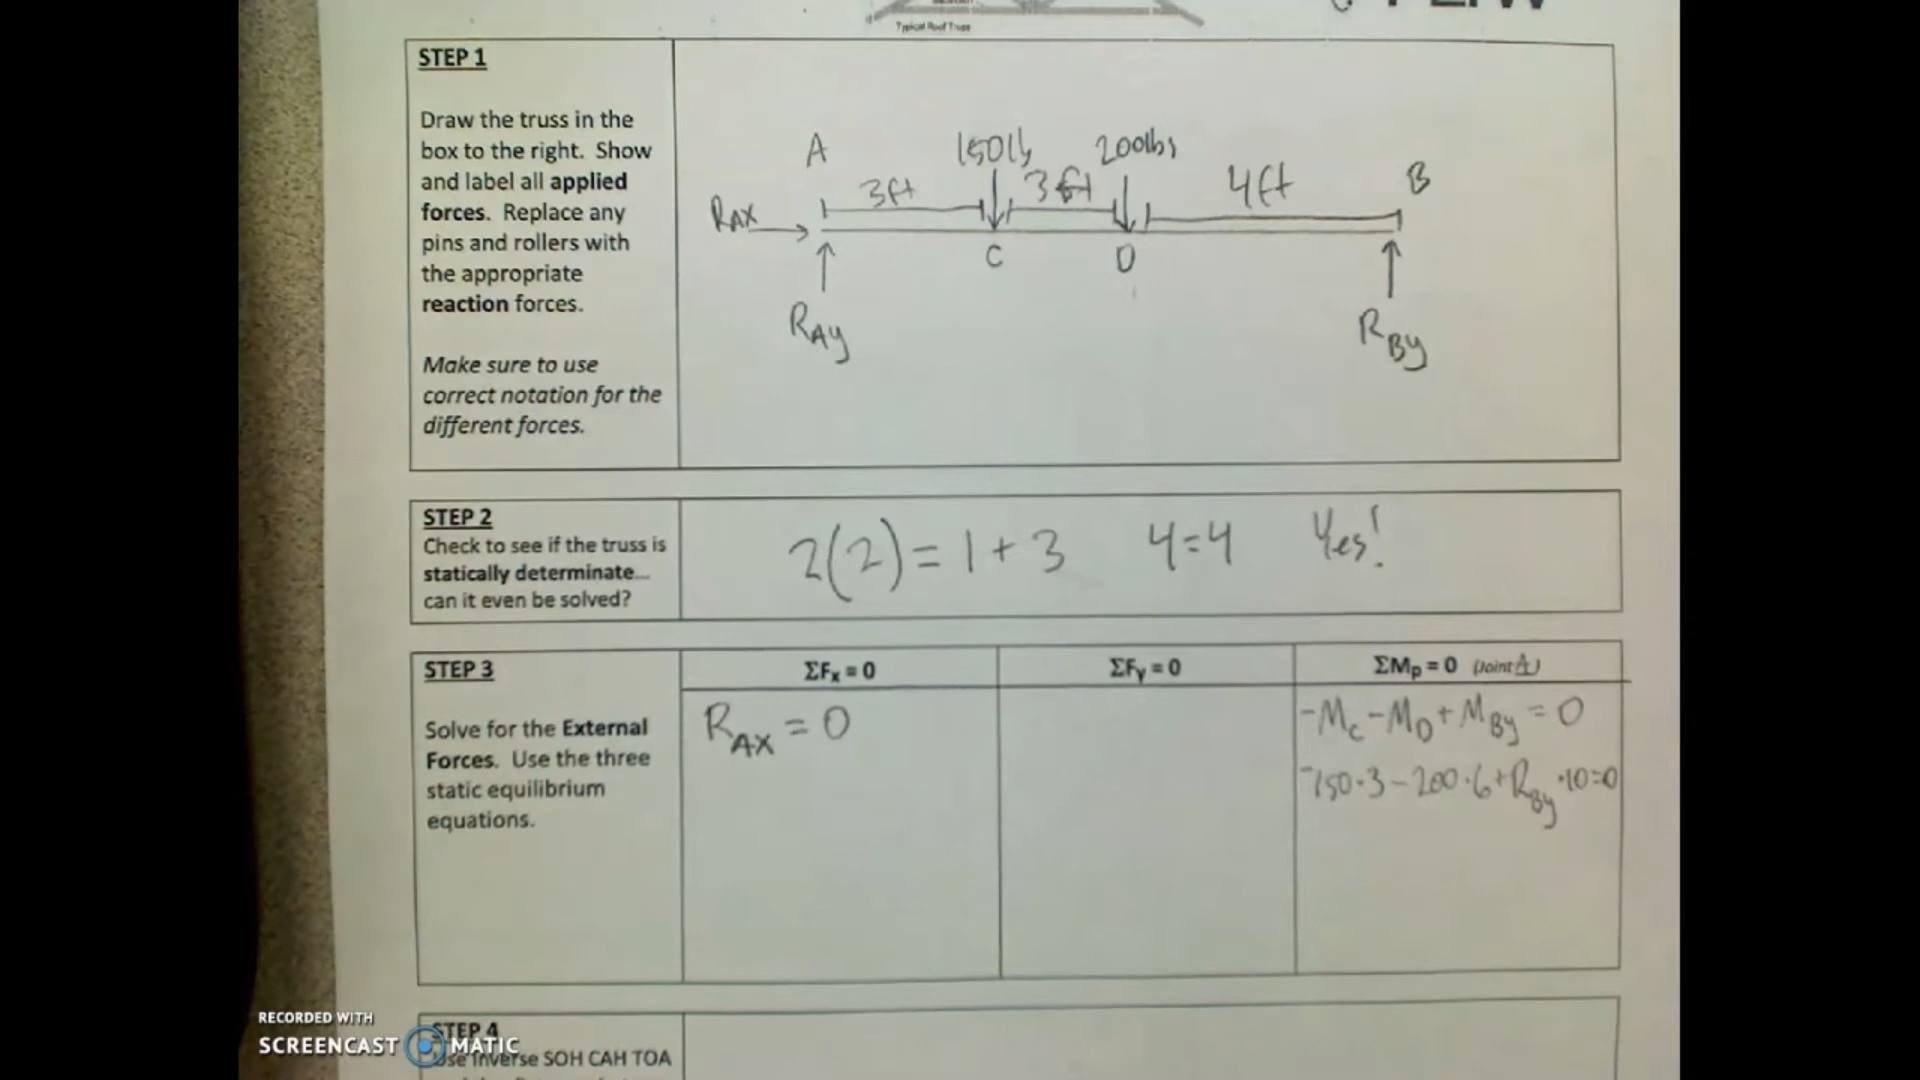 Typical Roof Truss
STEP 1
Draw the truss in the
box to the right. Show
and label all applied
forces. Replace any
pins and rollers with
the appropriate
reaction forces.
Make sure to use
correct notation for the
different forces.
A 150lb 200lbs B
3ft 3ft 4ft
RAX
C D
RAy RBy
STEP 2
Check to see if the truss is
statically determinate...
can it even be solved?
2(2) = 1 + 3 4=4 Yes!
STEP 3
Solve for the External
Forces. Use the three
static equilibrium
equations.
ΣFx = 0 ΣFy = 0 ΣMp = 0 (Joint A)
RAX = 0
-MC - MD + MBy = 0
-150·3 - 200·6 + RBy·10=0
STEP 4
Use Inverse SOH CAH TOA
RECORDED WITH
SCREENCAST MATIC